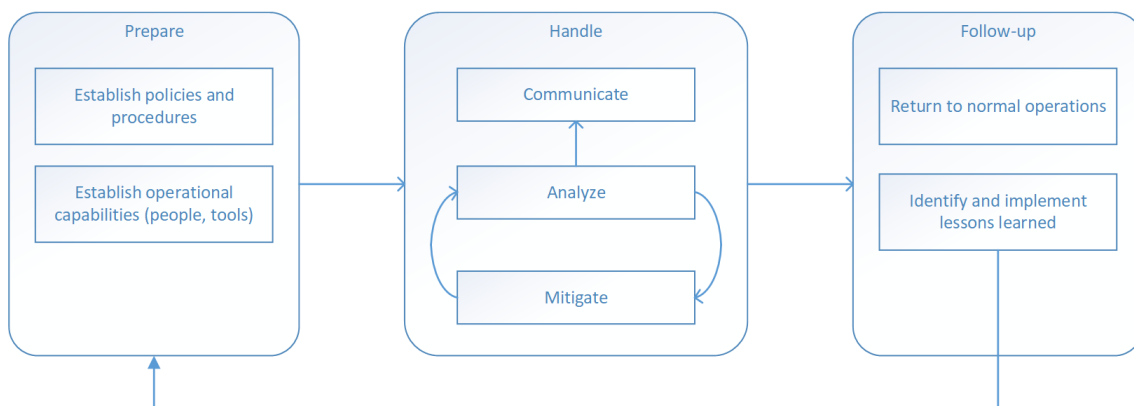 Prepare
Establish policies and
procedures
Establish operational
capabilities (people, tools)
Handle
Communicate
Analyze
Mitigate
Follow-up
Return to normal operations
Identify and implement
lessons learned